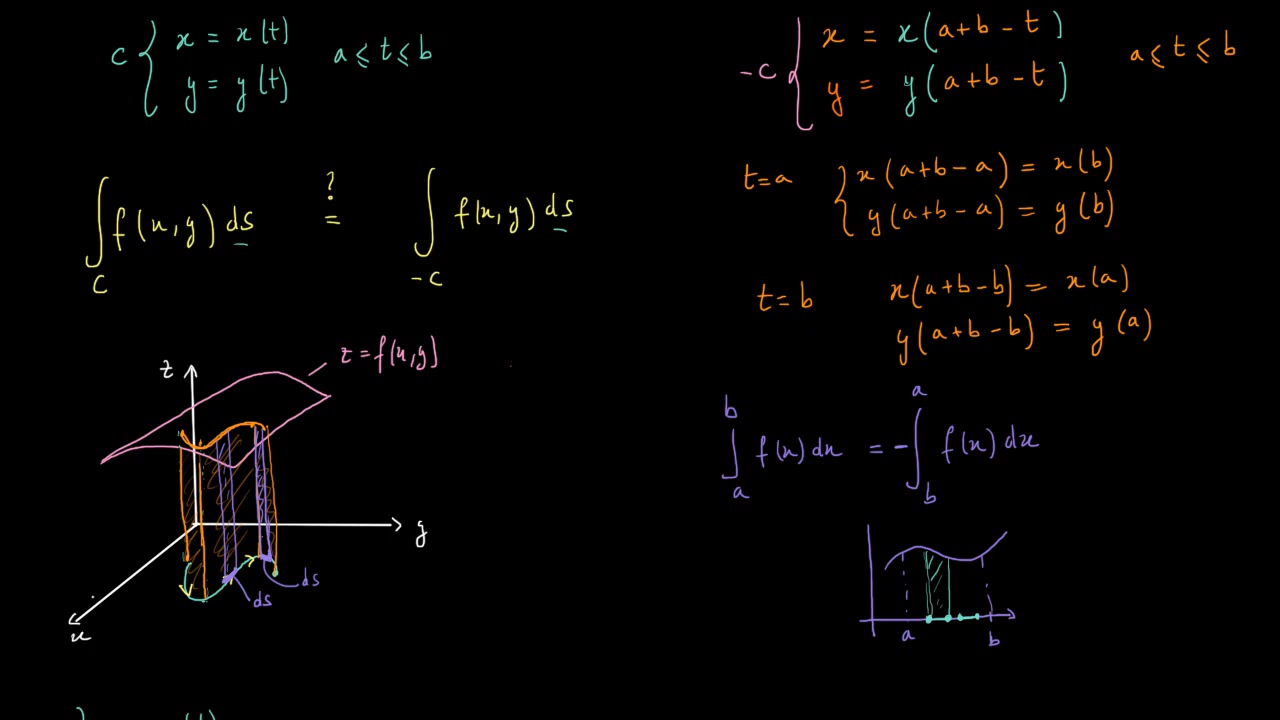 c { x = x(t)
y = y(t)
a ⩽ t ⩽ b
∫_C f(x,y) ds ?= ∫_{-C} f(x,y) ds
z = f(x,y)
z
y
x
ds
ds
-c { x = x(a+b-t)
y = y(a+b-t)
a ⩽ t ⩽ b
t=a { x(a+b-a) = x(b)
y(a+b-a) = y(b)
t=b x(a+b-b) = x(a)
y(a+b-b) = y(a)
∫_a^b f(x) dx = -∫_b^a f(x) dx
a b